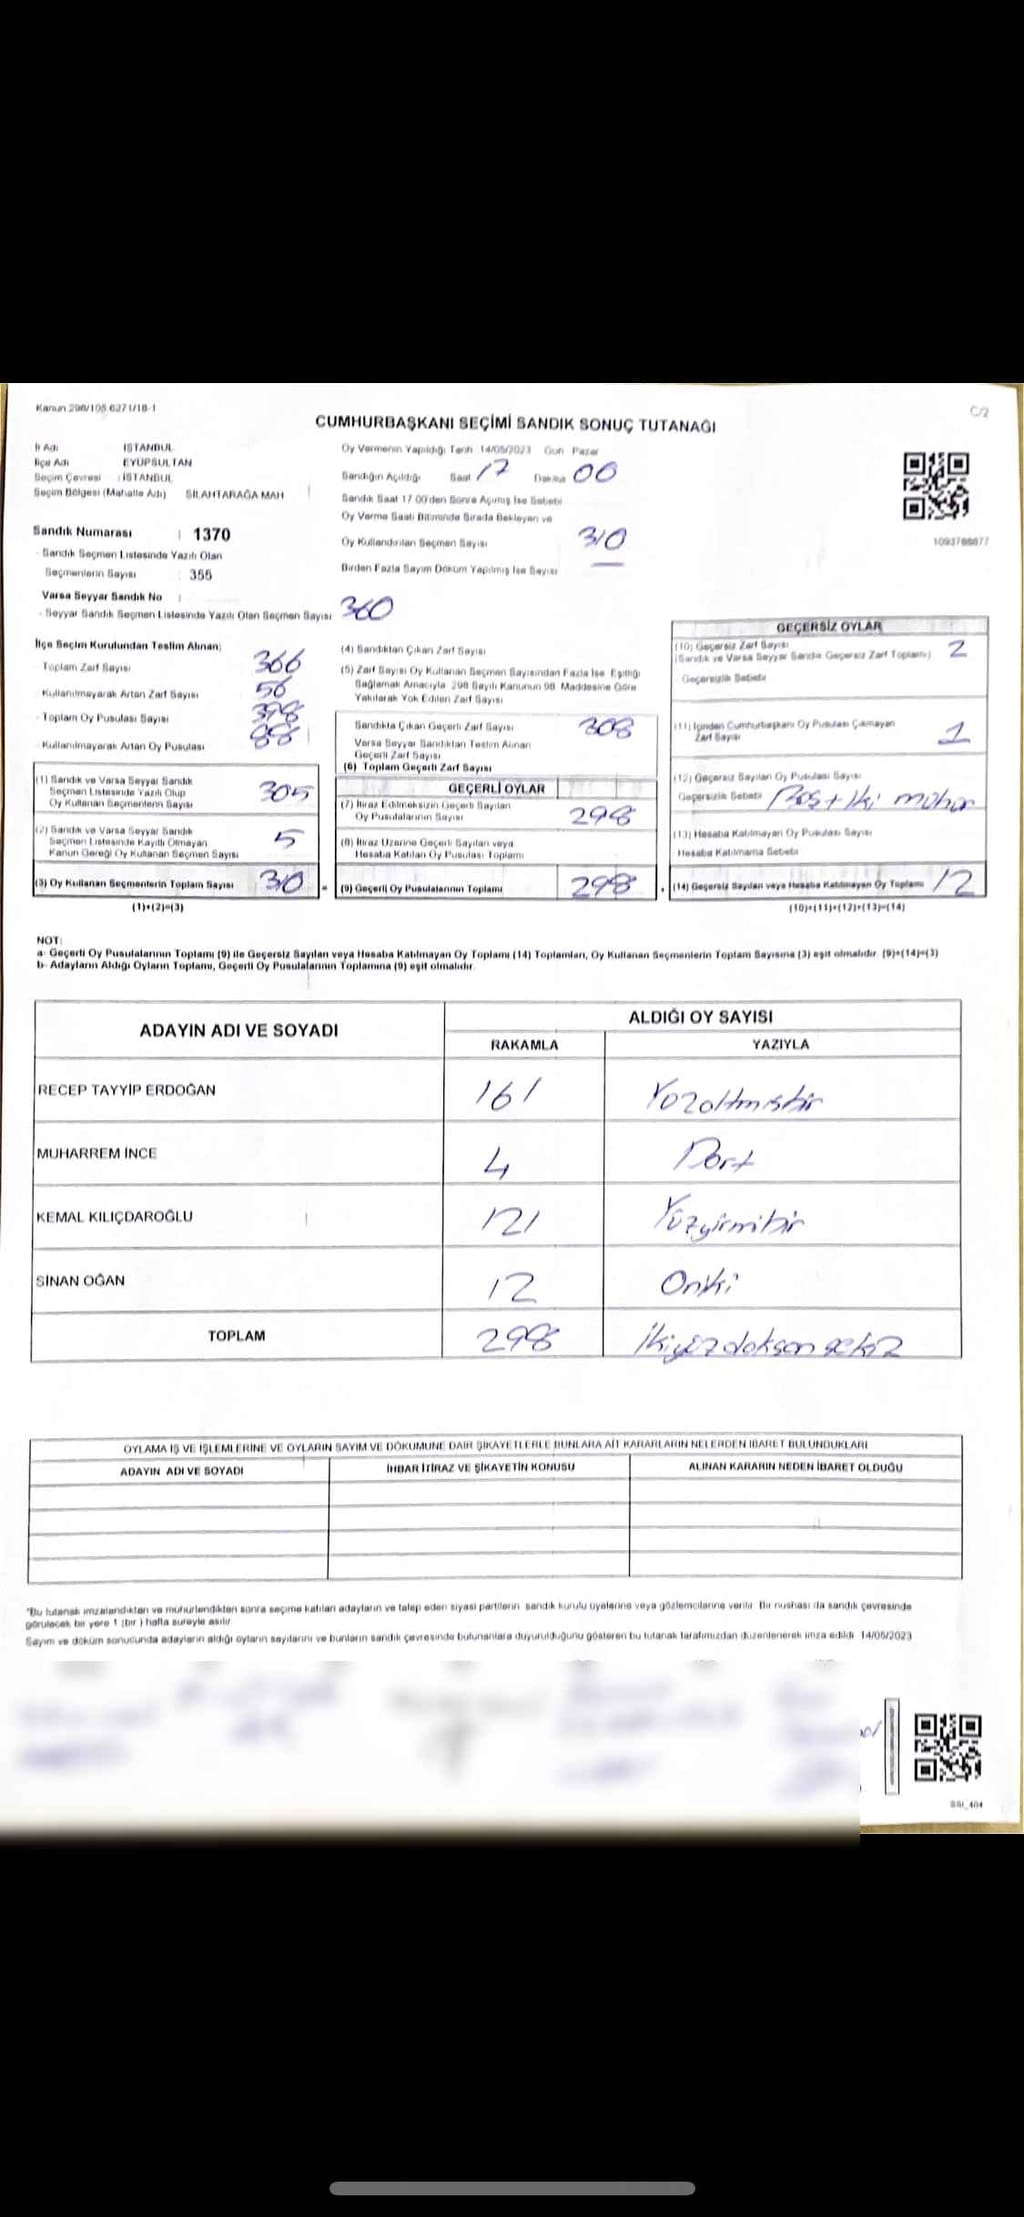 Kanun 298/105 6271/18-1
C/2
CUMHURBAŞKANI SEÇİMİ SANDIK SONUÇ TUTANAĞI
İl Adı İSTANBUL
İlçe Adı EYÜPSULTAN
Seçim Çevresi : İSTANBUL
Seçim Bölgesi (Mahalle Adı) SİLAHTARAĞA MAH
Oy Vermenin Yapıldığı Tarih 14/05/2023 Gün Pazar
Sandığın Açıldığı Saat 17 Dakika 00
Sandık Saat 17 00'den Sonra Açılmış İse Sebebi
Oy Verme Saati Bitiminde Sırada Bekleyen ve
Oy Kullandırılan Seçmen Sayısı 310
Birden Fazla Sayım Döküm Yapılmış İse Sayısı
1093788877
Sandık Numarası : 1370
- Sandık Seçmen Listesinde Yazılı Olan
Seçmenlerin Sayısı : 355
Varsa Seyyar Sandık No :
- Seyyar Sandık Seçmen Listesinde Yazılı Olan Seçmen Sayısı 360
İlçe Seçim Kurulundan Teslim Alınan;
- Toplam Zarf Sayısı 366
- Kullanılmayarak Artan Zarf Sayısı 56
- Toplam Oy Pusulası Sayısı 398
- Kullanılmayarak Artan Oy Pusulası
(1) Sandık ve Varsa Seyyar Sandık
Seçmen Listesinde Yazılı Olup
Oy Kullanan Seçmenlerin Sayısı 305
(2) Sandık ve Varsa Seyyar Sandık
Seçmen Listesinde Kayıtlı Olmayan
Kanun Gereği Oy Kullanan Seçmen Sayısı 5
(3) Oy Kullanan Seçmenlerin Toplam Sayısı 310
(1)+(2)=(3)
(4) Sandıktan Çıkan Zarf Sayısı
(5) Zarf Sayısı Oy Kullanan Seçmen Sayısından Fazla İse Eşitliği
Sağlamak Amacıyla 298 Sayılı Kanunun 98 Maddesine Göre
Yakılarak Yok Edilen Zarf Sayısı
Sandıkta Çıkan Geçerli Zarf Sayısı 308
Varsa Seyyar Sandıktan Teslim Alınan
Geçerli Zarf Sayısı
(6) Toplam Geçerli Zarf Sayısı
GEÇERLİ OYLAR
(7) İtiraz Edilmeksizin Geçerli Sayılan
Oy Pusulalarının Sayısı 298
(8) İtiraz Üzerine Geçerli Sayılan veya
Hesaba Katılan Oy Pusulası Toplamı
(9) Geçerli Oy Pusulalarının Toplamı 298
GEÇERSİZ OYLAR
(10) Geçersiz Zarf Sayısı 2
(Sandık ve Varsa Seyyar Sandık Geçersiz Zarf Toplamı)
- Geçersizlik Sebebi
(11) İçinden Cumhurbaşkanı Oy Pusulası Çıkmayan
Zarf Sayısı 1
(12) Geçersiz Sayılan Oy Pusulası Sayısı
Geçersizlik Sebebi Boş + İki mühür
(13) Hesaba Katılmayan Oy Pusulası Sayısı
Hesaba Katılmama Sebebi
(14) Geçersiz Sayılan veya Hesaba Katılmayan Oy Toplamı 12
(10)+(11)+(12)+(13)=(14)
NOT:
a- Geçerli Oy Pusulalarının Toplamı (9) ile Geçersiz Sayılan veya Hesaba Katılmayan Oy Toplamı (14) Toplamları, Oy Kullanan Seçmenlerin Toplam Sayısına (3) eşit olmalıdır. (9)+(14)=(3)
b- Adayların Aldığı Oyların Toplamı, Geçerli Oy Pusulalarının Toplamına (9) eşit olmalıdır.
ADAYIN ADI VE SOYADI
ALDIĞI OY SAYISI
RAKAMLA YAZIYLA
RECEP TAYYİP ERDOĞAN 161 Yüzaltmışbir
MUHARREM İNCE 4 Dört
KEMAL KILIÇDAROĞLU 121 Yüzyirmibir
SİNAN OĞAN 12 Oniki
TOPLAM 298 İkiyüzdoksan sekiz
OYLAMA İŞ VE İŞLEMLERİNE VE OYLARIN SAYIM VE DÖKÜMÜNE DAİR ŞİKAYETLERLE BUNLARA AİT KARARLARIN NELERDEN İBARET BULUNDUKLARI
ADAYIN ADI VE SOYADI İHBAR İTİRAZ VE ŞİKAYETİN KONUSU ALINAN KARARIN NEDEN İBARET OLDUĞU
*Bu tutanak imzalandıktan ve mühürlendikten sonra seçime katılan adayların ve talep eden siyasi partilerin sandık kurulu üyelerine veya gözlemcilerine verilir. Bir nüshası da sandık çevresinde
görülecek bir yere 1 (bir) hafta süreyle asılır.
Sayım ve döküm sonucunda adayların aldığı oyların sayılarını ve bunların sandık çevresinde bulunanlara duyurulduğunu gösteren bu tutanak tarafımızdan düzenlenerek imza edildi 14/05/2023